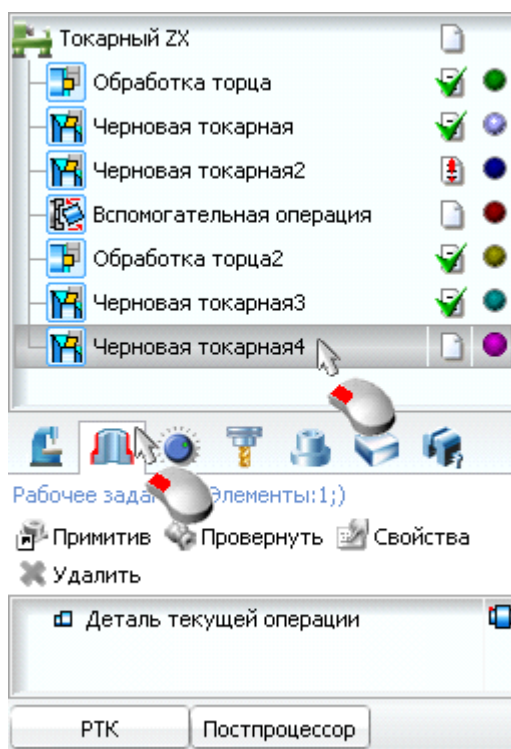 Токарный ZX
Обработка торца
Черновая токарная
Черновая токарная2
Вспомогательная операция
Обработка торца2
Черновая токарная3
Черновая токарная4
Рабочее Элементы:1;)
Примитив Провернуть Свойства
Удалить
Деталь текущей операции
РТК Постпроцессор